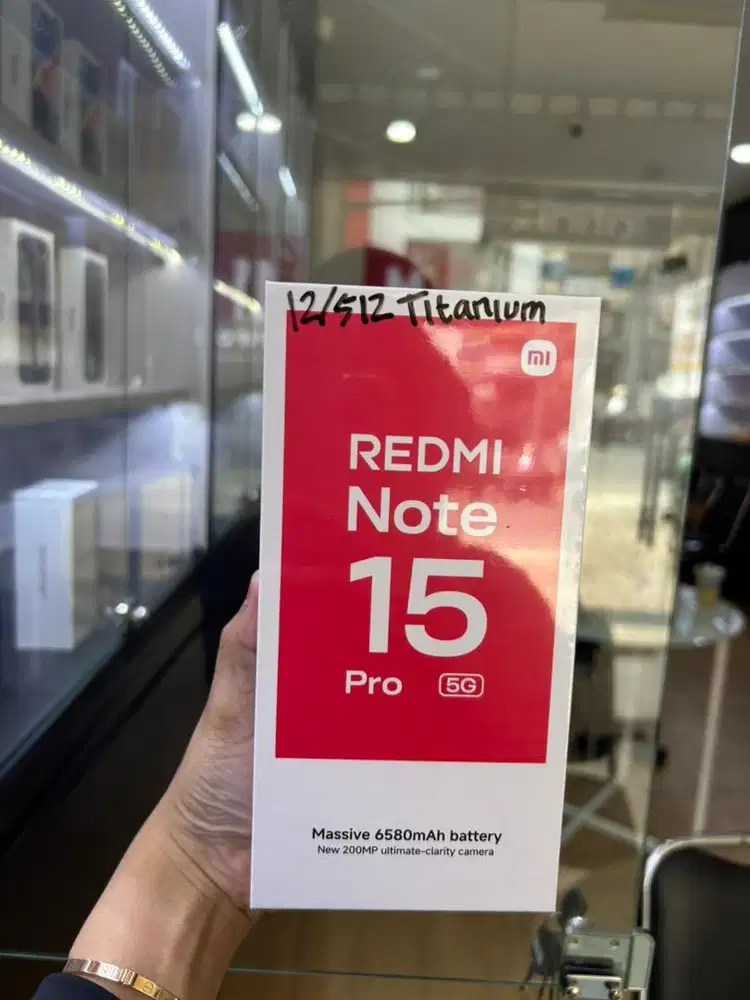 12/512 Titanium
mi
REDMI
Note
15
Pro 5G
Massive 6580mAh battery
New 200MP ultimate-clarity camera